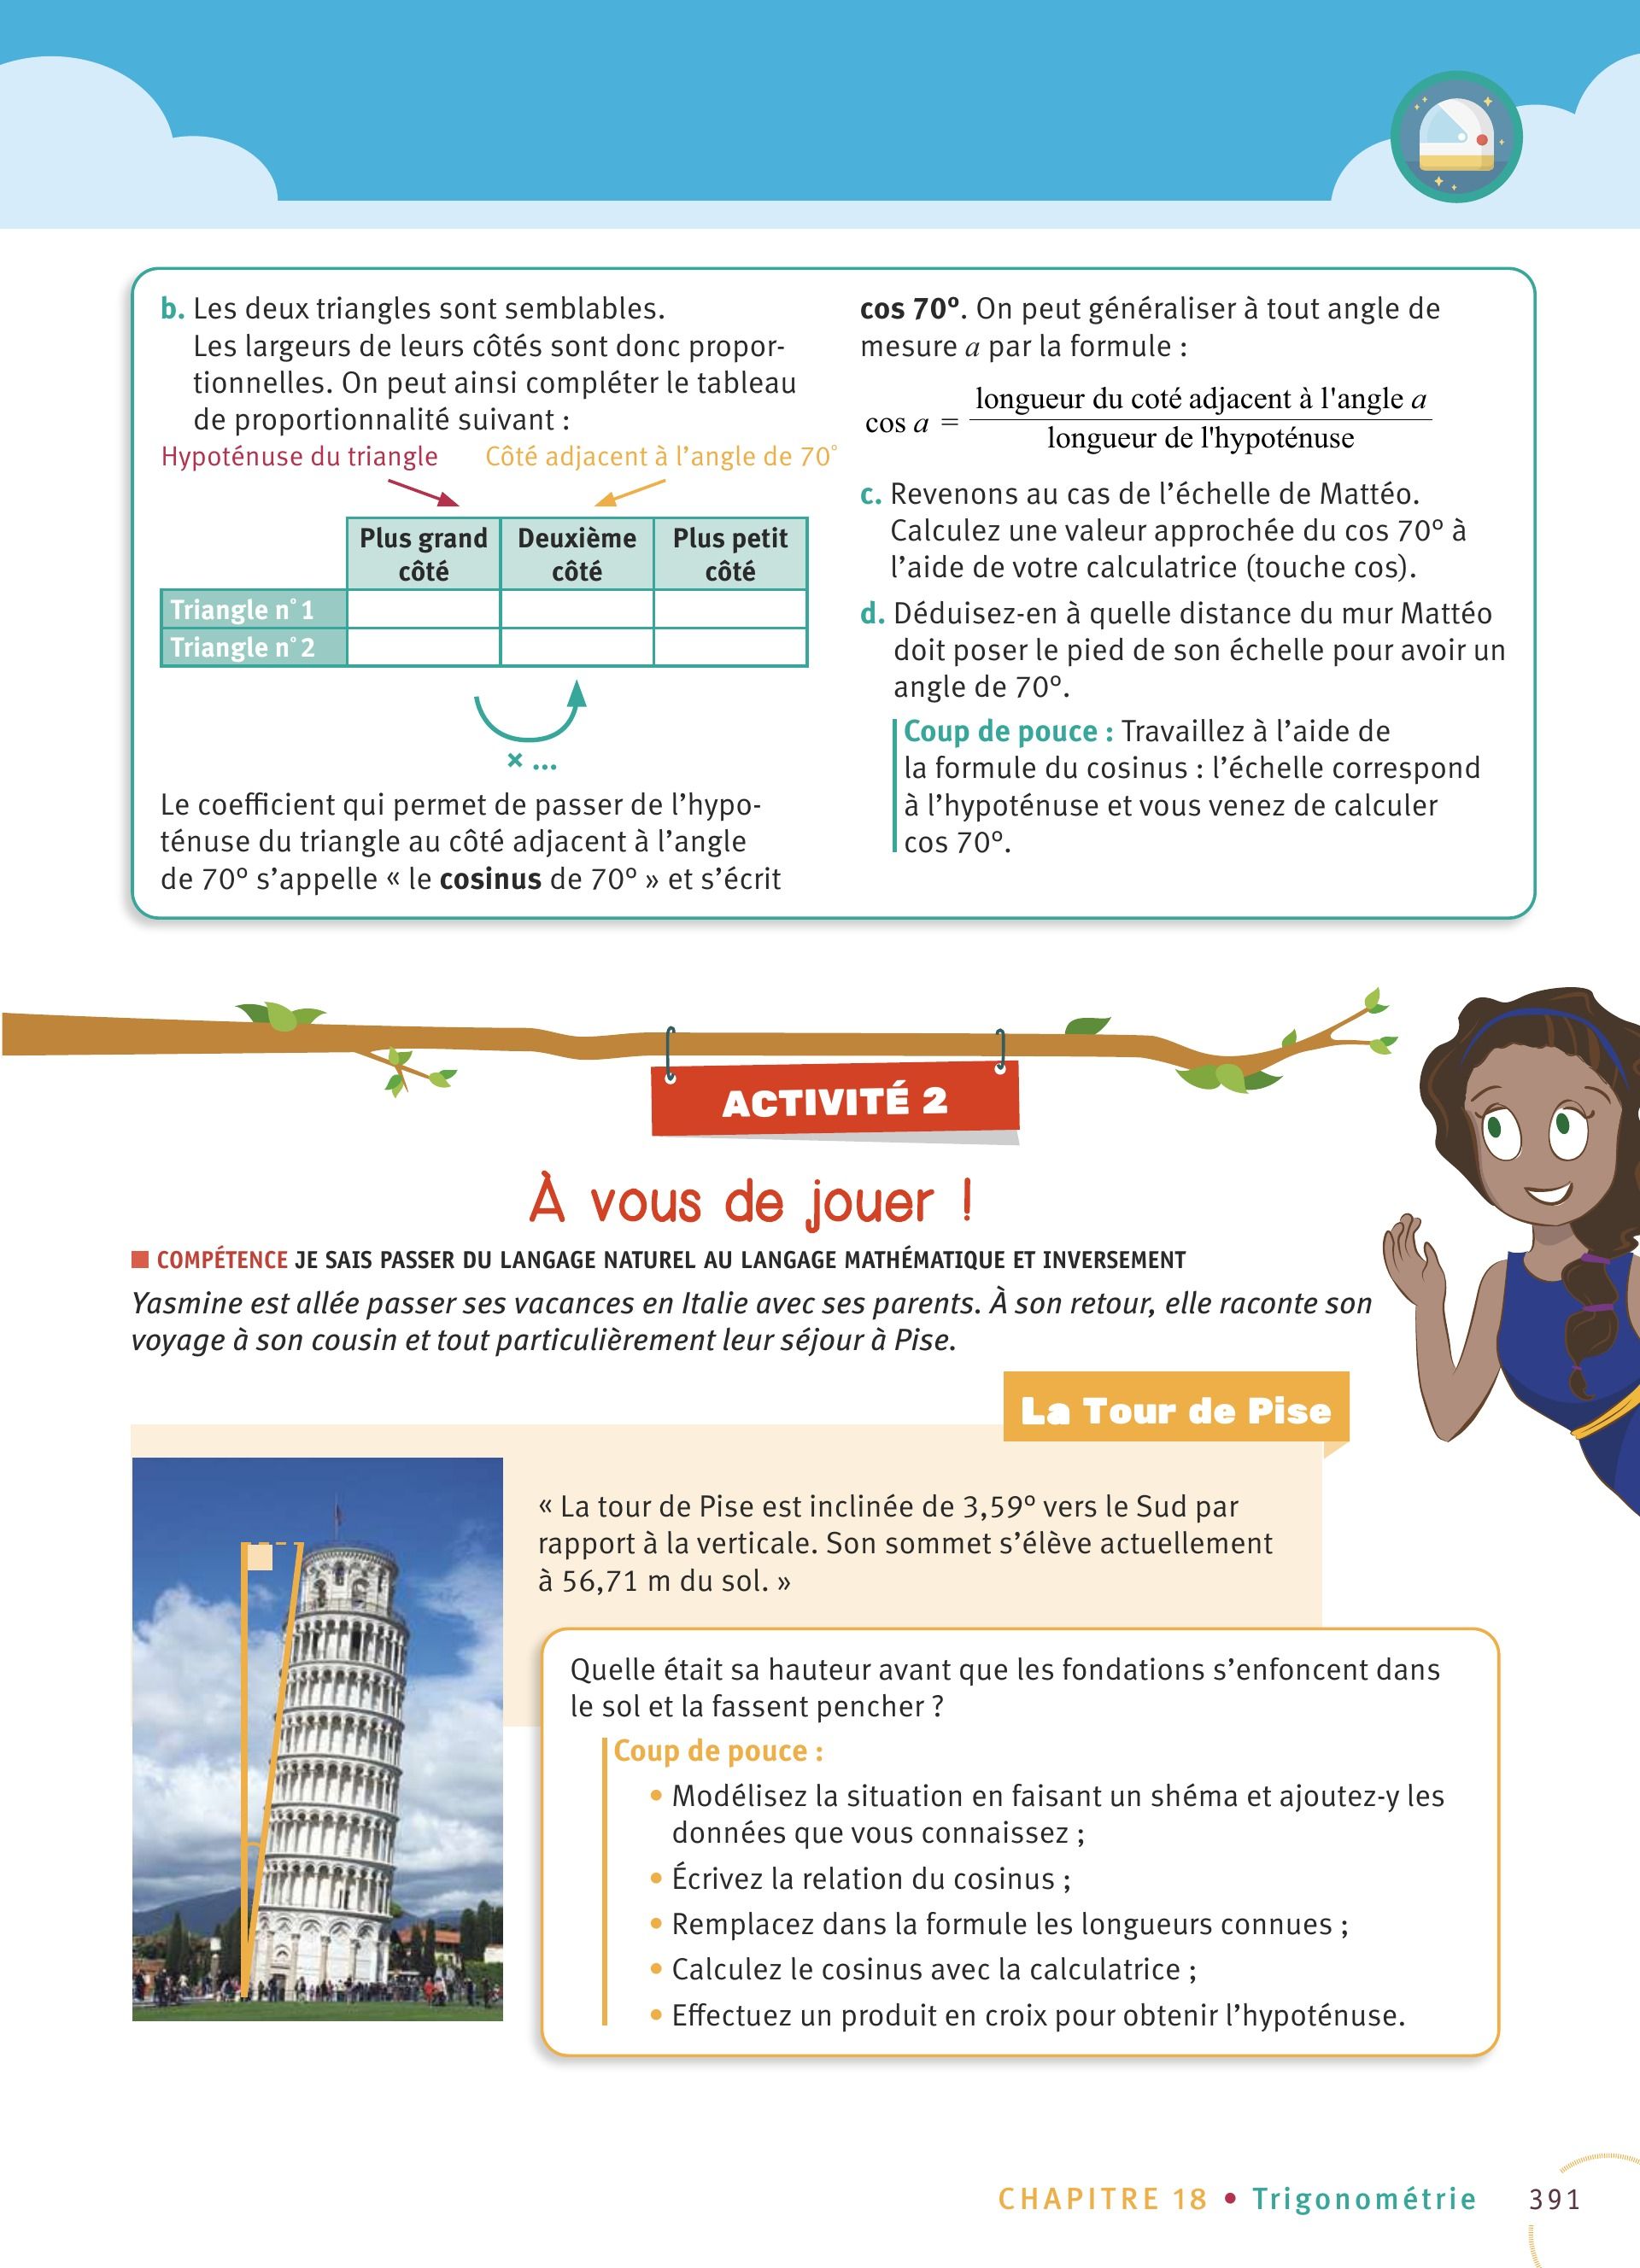 b. Les deux triangles sont semblables.
Les largeurs de leurs côtés sont donc propor-
tionnelles. On peut ainsi compléter le tableau
de proportionnalité suivant :
Hypoténuse du triangle
Côté adjacent à l'angle de 70°
Plus grand côté
Deuxième côté
Plus petit côté
Triangle n° 1
Triangle n° 2
× ...
Le coefficient qui permet de passer de l'hypo-
ténuse du triangle au côté adjacent à l'angle
de 70° s'appelle « le cosinus de 70° » et s'écrit
cos 70°. On peut généraliser à tout angle de
mesure a par la formule :
cos a = longueur du coté adjacent à l'angle a / longueur de l'hypoténuse
c. Revenons au cas de l'échelle de Mattéo.
Calculez une valeur approchée du cos 70° à
l'aide de votre calculatrice (touche cos).
d. Déduisez-en à quelle distance du mur Mattéo
doit poser le pied de son échelle pour avoir un
angle de 70°.
Coup de pouce : Travaillez à l'aide de
la formule du cosinus : l'échelle correspond
à l'hypoténuse et vous venez de calculer
cos 70°.
ACTIVITÉ 2
À vous de jouer !
COMPÉTENCE JE SAIS PASSER DU LANGAGE NATUREL AU LANGAGE MATHÉMATIQUE ET INVERSEMENT
Yasmine est allée passer ses vacances en Italie avec ses parents. À son retour, elle raconte son
voyage à son cousin et tout particulièrement leur séjour à Pise.
La Tour de Pise
« La tour de Pise est inclinée de 3,59° vers le Sud par
rapport à la verticale. Son sommet s'élève actuellement
à 56,71 m du sol. »
Quelle était sa hauteur avant que les fondations s'enfoncent dans
le sol et la fassent pencher ?
Coup de pouce :
• Modélisez la situation en faisant un shéma et ajoutez-y les
données que vous connaissez ;
• Écrivez la relation du cosinus ;
• Remplacez dans la formule les longueurs connues ;
• Calculez le cosinus avec la calculatrice ;
• Effectuez un produit en croix pour obtenir l'hypoténuse.
CHAPITRE 18 • Trigonométrie 391